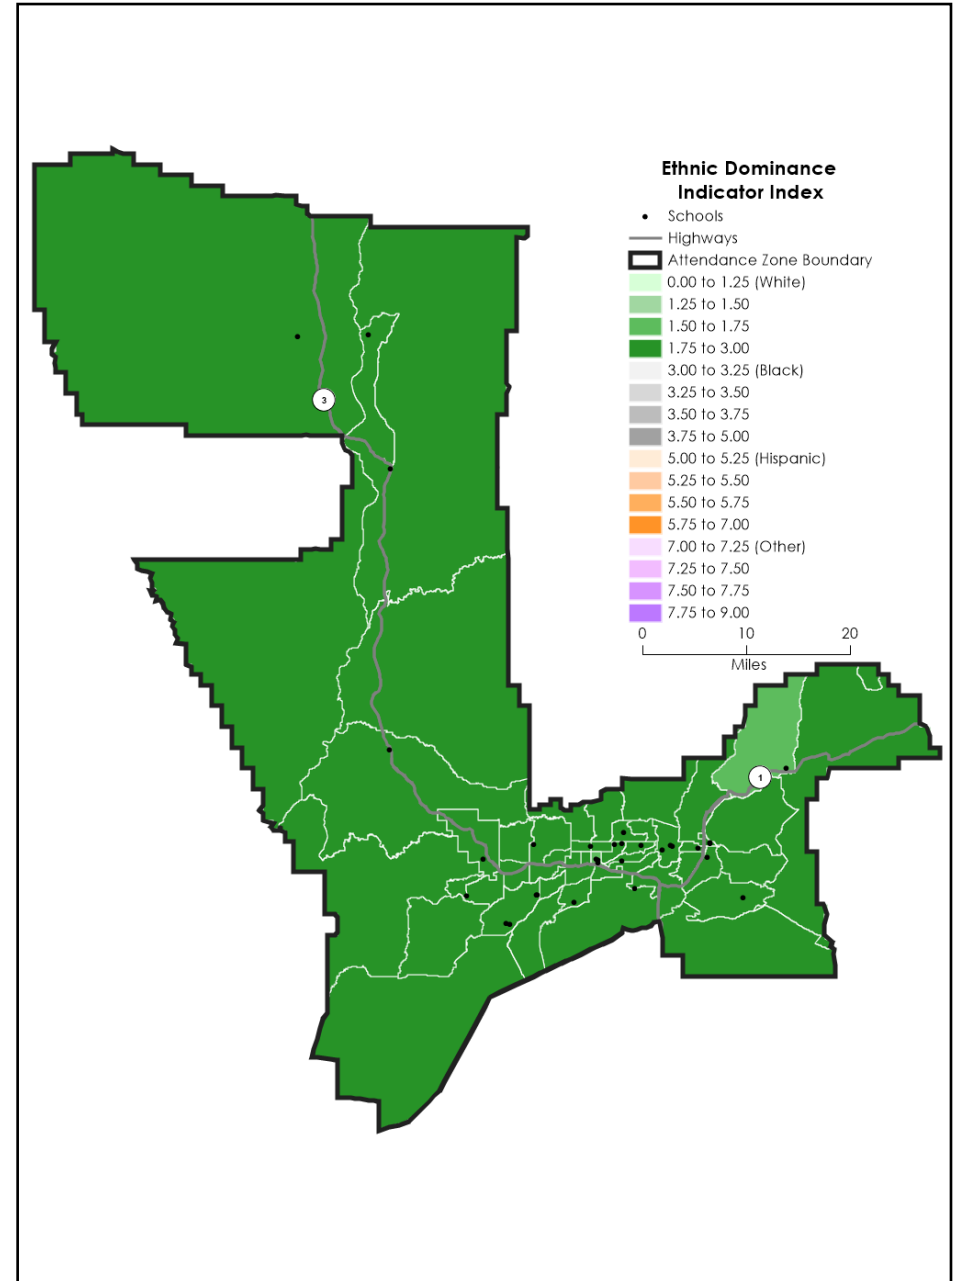 Ethnic Dominance
Indicator Index
Schools
Highways
Attendance Zone Boundary
0.00 to 1.25 (White)
1.25 to 1.50
1.50 to 1.75
1.75 to 3.00
3.00 to 3.25 (Black)
3.25 to 3.50
3.50 to 3.75
3.75 to 5.00
5.00 to 5.25 (Hispanic)
5.25 to 5.50
5.50 to 5.75
5.75 to 7.00
7.00 to 7.25 (Other)
7.25 to 7.50
7.50 to 7.75
7.75 to 9.00
0 10 20
Miles
3
1